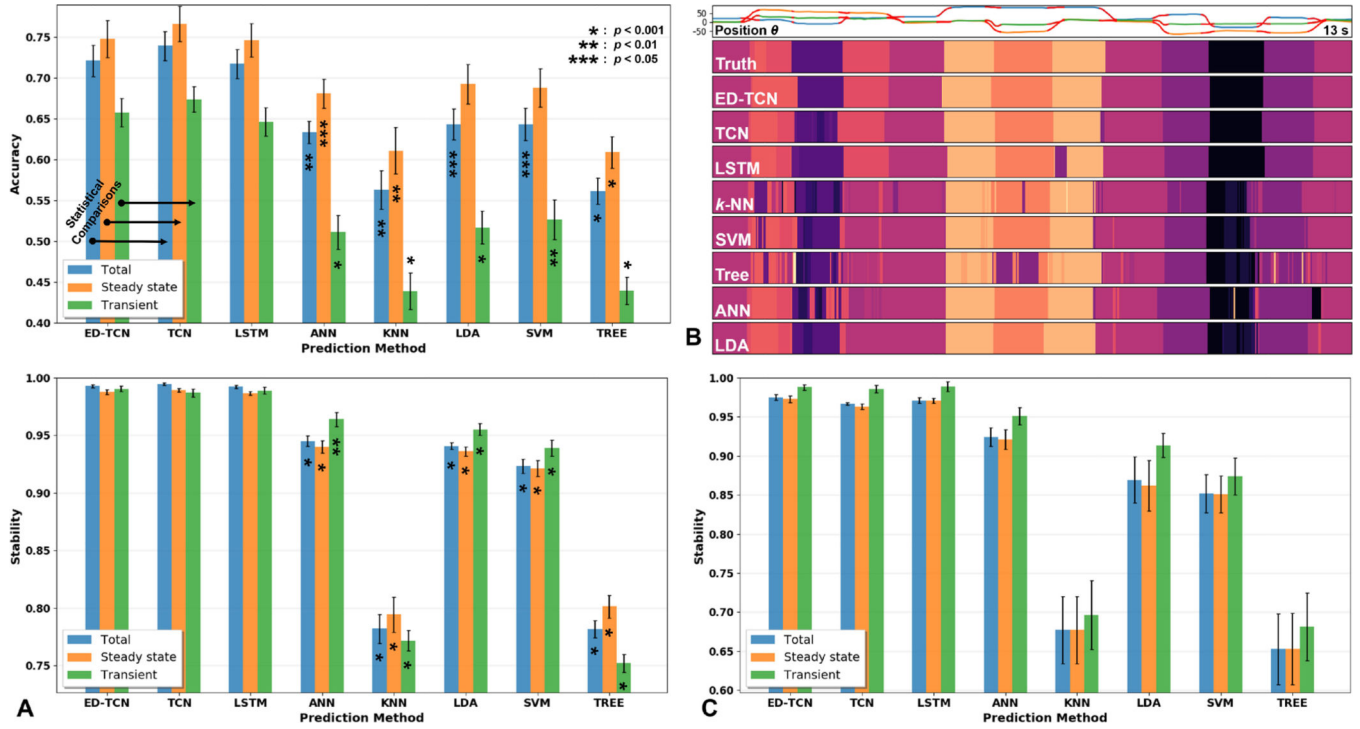 0.75
0.70
0.65
0.60
0.55
0.50
0.45
0.40
Accuracy
* : p < 0.001
** : p < 0.01
*** : p < 0.05
** *** ** ** *** *** * *
* * * ** *
Statistical
Comparisons
Total
Steady state
Transient
ED-TCN TCN LSTM ANN KNN LDA SVM TREE
Prediction Method
50
0
-50
Position θ 13 s
Truth
ED-TCN
TCN
LSTM
k-NN
SVM
Tree
ANN
LDA
B
1.00
0.95
0.90
0.85
0.80
0.75
Stability
* * ** * * * * * * * * * * * *
Total
Steady state
Transient
ED-TCN TCN LSTM ANN KNN LDA SVM TREE
Prediction Method
A
1.00
0.95
0.90
0.85
0.80
0.75
0.70
0.65
0.60
Stability
Total
Steady state
Transient
ED-TCN TCN LSTM ANN KNN LDA SVM TREE
Prediction Method
C